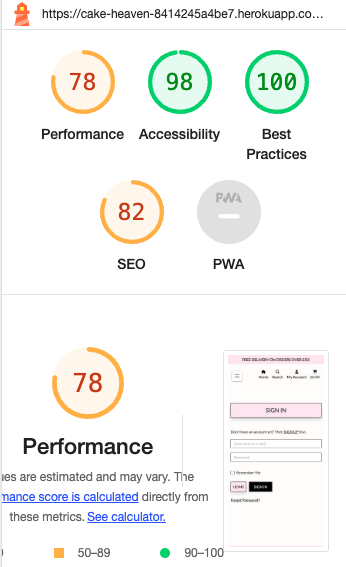 https://cake-heaven-8414245a4be7.herokuapp.co…
78
98
100
Performance
Accessibility
Best
Practices
82
PWA
SEO
PWA
78
Performance
ues are estimated and may vary. The
mance score is calculated directly from
these metrics. See calculator.
50–89
90–100
FREE DELIVERY ON ORDERS OVER £50!
Home
Search
My Account
SIGN IN
Don't have an account yet? Then SIGN UP first.
Username or e-mail
Password
Remember Me
HOME
SIGN IN
Forgot Password?